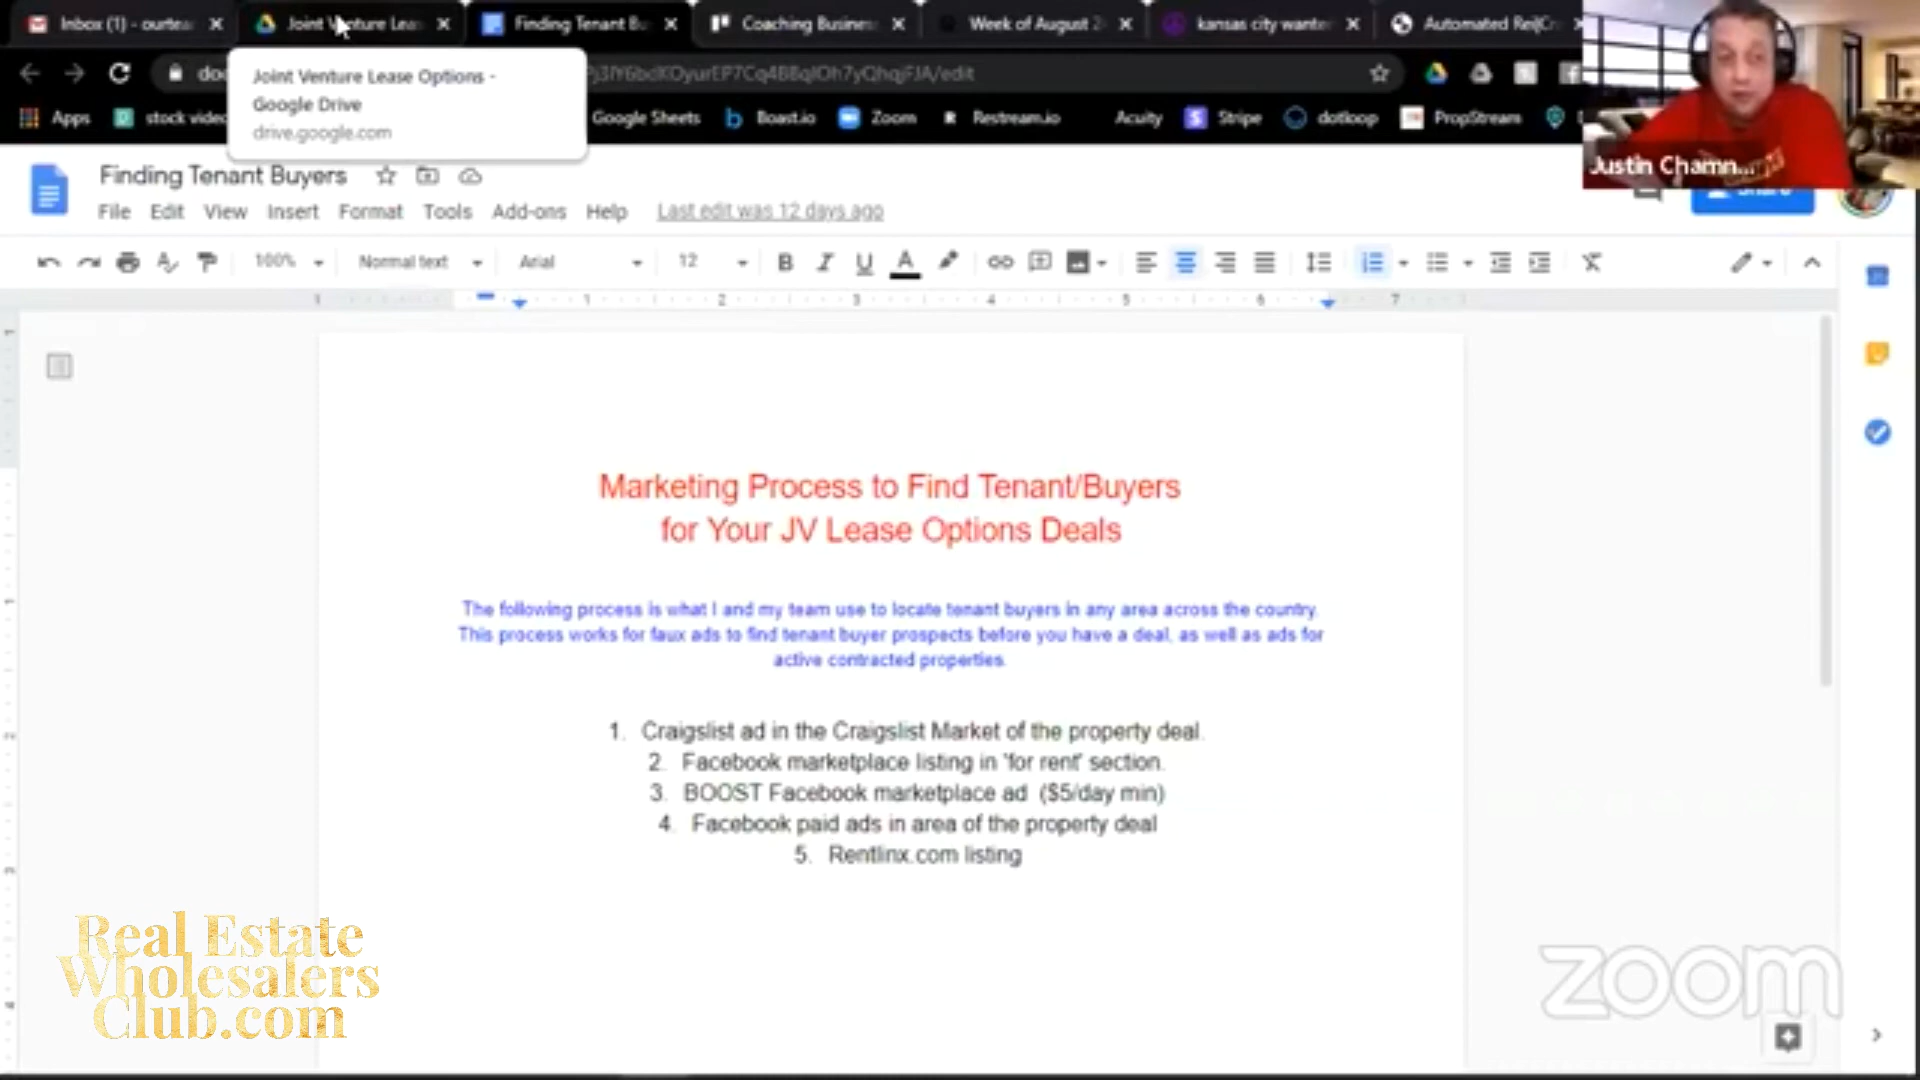 Inbox (1) - ourtea
Joint Venture Leas
Finding Tenant Bu
Coaching Business
Week of August 2
kansas city wante
Automated Rei|Cr
Joint Venture Lease Options -
Google Drive
drive.google.com
/edit
Apps
stock video
Google Sheets
Boast.io
Zoom
Restream.io
Acuity
Stripe
dotloop
PropStream
Justin Chamn...
Finding Tenant Buyers
File Edit View Insert Format Tools Add-ons Help Last edit was 12 days ago
100% Normal text Arial 12
Marketing Process to Find Tenant/Buyers
for Your JV Lease Options Deals
The following process is what I and my team use to locate tenant buyers in any area across the country.
This process works for faux ads to find tenant buyer prospects before you have a deal, as well as ads for
active contracted properties.
1. Craigslist ad in the Craigslist Market of the property deal.
2. Facebook marketplace listing in 'for rent' section.
3. BOOST Facebook marketplace ad ($5/day min)
4. Facebook paid ads in area of the property deal
5. Rentlinx.com listing
Real Estate
Wholesalers
Club.com
zoom